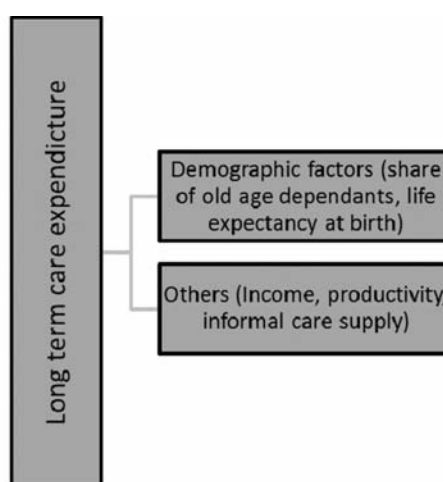 Long term care expendicture
Demographic factors (share
of old age dependants, life
expectancy at birth)
Others (Income, productivity
informal care supply)